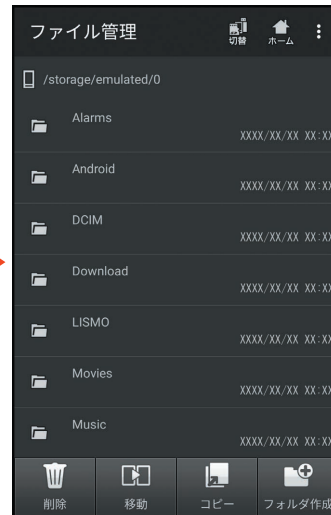 ファイル管理
切替
ホーム
/storage/emulated/0
Alarms
XXXX/XX/XX XX:XX
Android
XXXX/XX/XX XX:XX
DCIM
XXXX/XX/XX XX:XX
Download
XXXX/XX/XX XX:XX
LISMO
XXXX/XX/XX XX:XX
Movies
XXXX/XX/XX XX:XX
Music
XXXX/XX/XX XX:XX
削除
移動
コピー
フォルダ作成